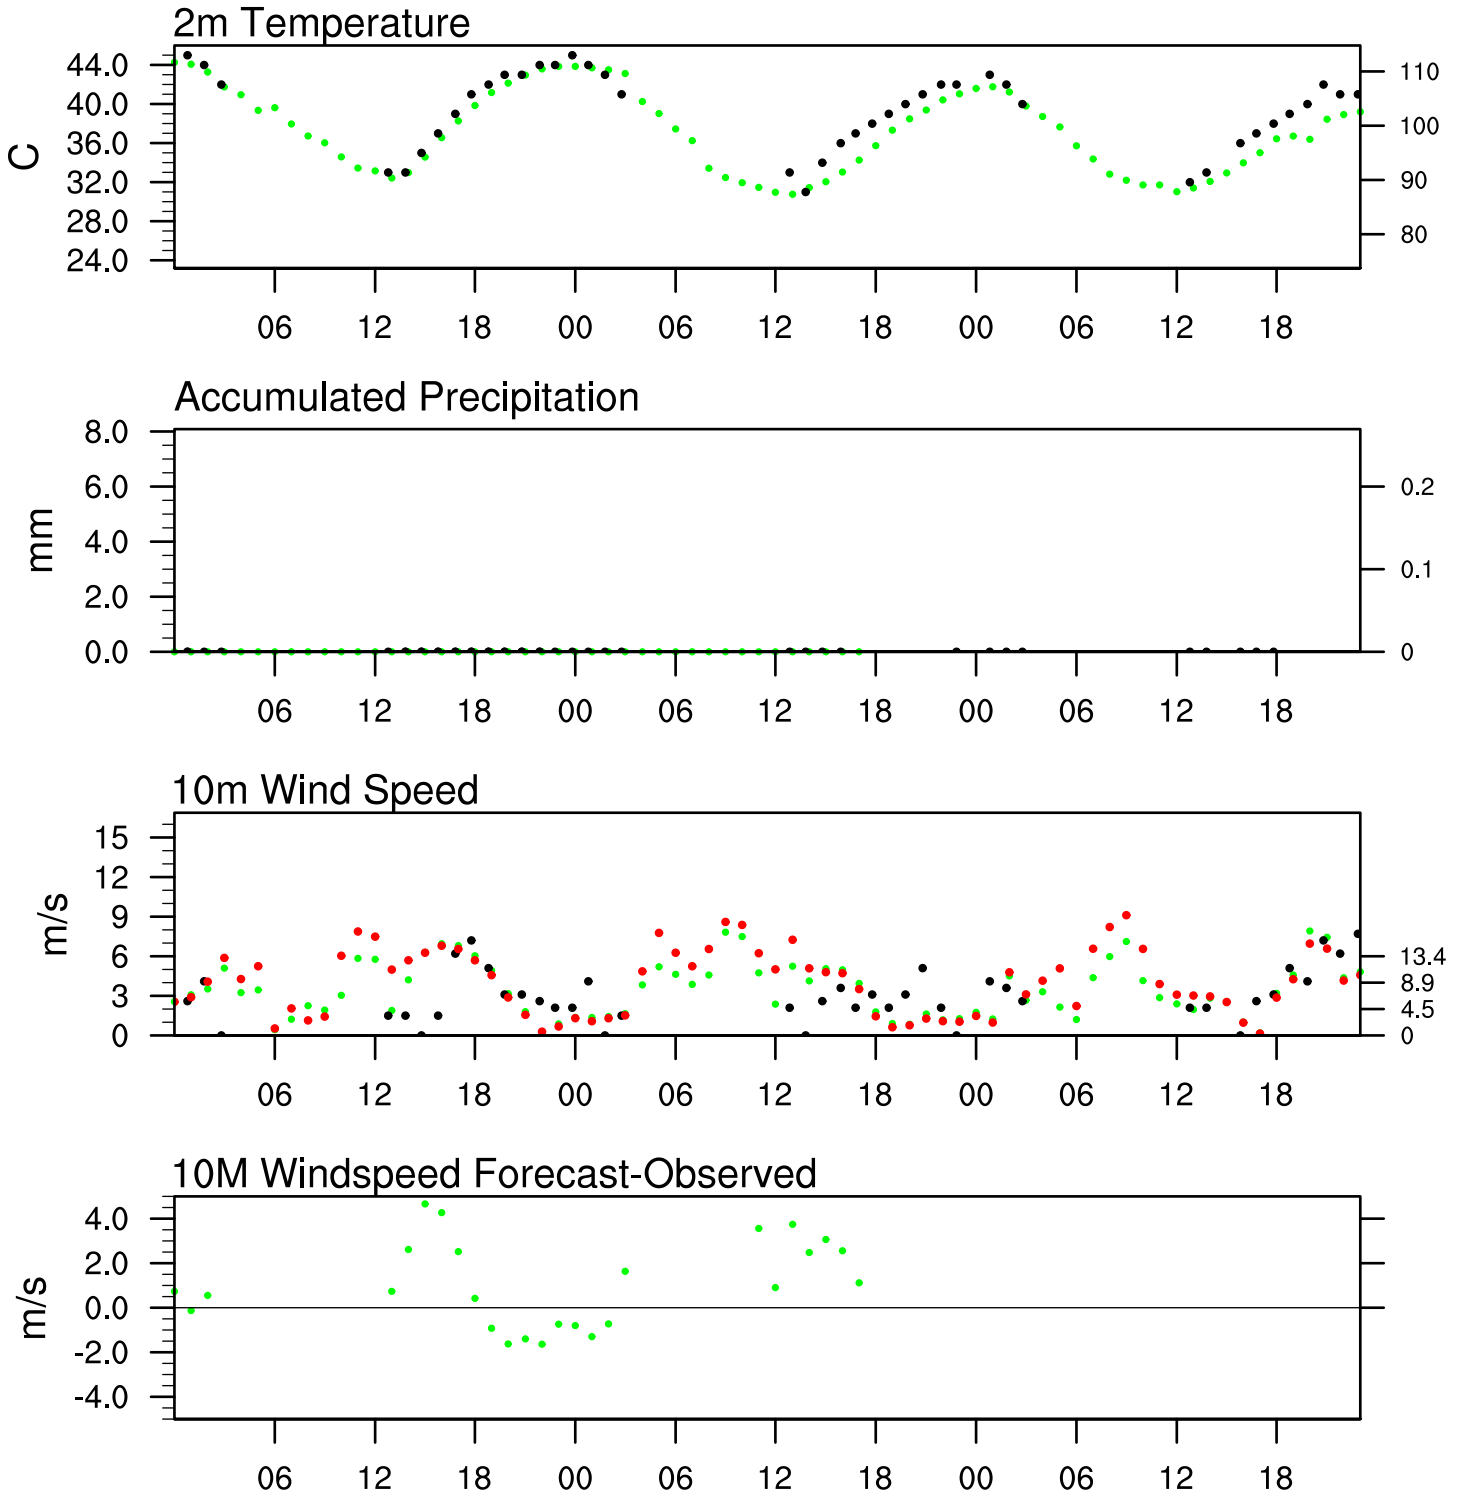 2m Temperature
44.0
40.0
36.0
32.0
28.0
24.0
C
110
100
90
80
06 12 18 00 06 12 18 00 06 12 18
Accumulated Precipitation
8.0
6.0
4.0
2.0
0.0
mm
0.2
0.1
0
06 12 18 00 06 12 18 00 06 12 18
10m Wind Speed
15
12
9
6
3
0
m/s
13.4
8.9
4.5
0
06 12 18 00 06 12 18 00 06 12 18
10M Windspeed Forecast-Observed
4.0
2.0
0.0
-2.0
-4.0
m/s
06 12 18 00 06 12 18 00 06 12 18